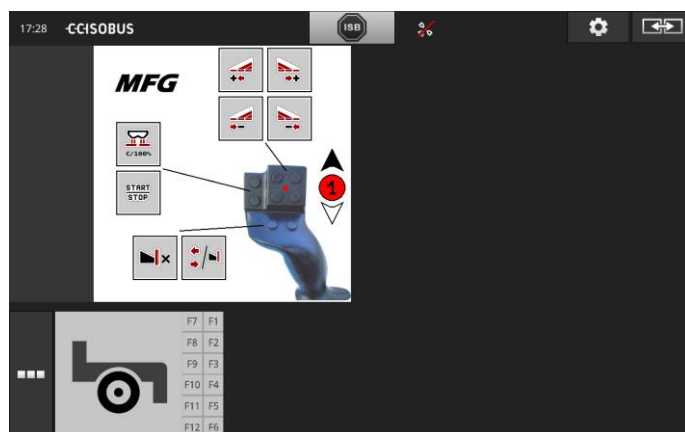 17:28 -CCISOBUS ISB
MFG
C/100%
START
STOP
1
F7 F1
F8 F2
F9 F3
F10 F4
F11 F5
F12 F6